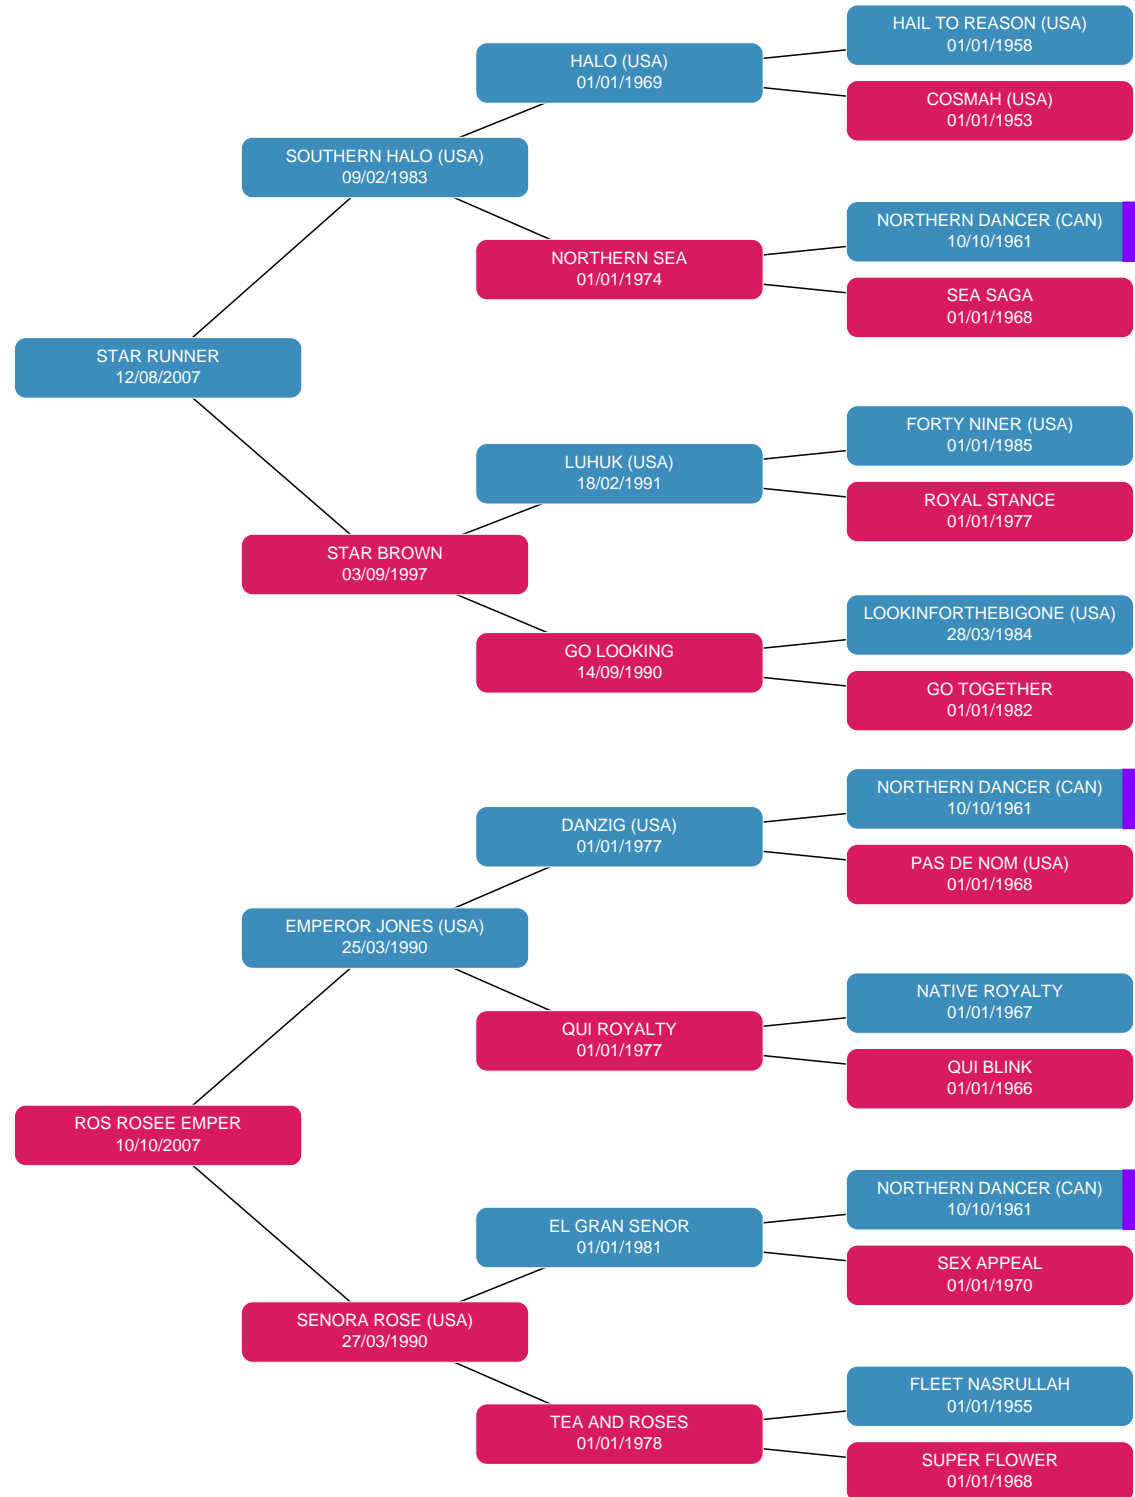 HAIL TO REASON (USA)
01/01/1958
HALO (USA)
01/01/1969
COSMAH (USA)
01/01/1953
SOUTHERN HALO (USA)
09/02/1983
NORTHERN DANCER (CAN)
10/10/1961
NORTHERN SEA
01/01/1974
SEA SAGA
01/01/1968
STAR RUNNER
12/08/2007
FORTY NINER (USA)
01/01/1985
LUHUK (USA)
18/02/1991
ROYAL STANCE
01/01/1977
STAR BROWN
03/09/1997
LOOKINFORTHEBIGONE (USA)
28/03/1984
GO LOOKING
14/09/1990
GO TOGETHER
01/01/1982
NORTHERN DANCER (CAN)
10/10/1961
DANZIG (USA)
01/01/1977
PAS DE NOM (USA)
01/01/1968
EMPEROR JONES (USA)
25/03/1990
NATIVE ROYALTY
01/01/1967
QUI ROYALTY
01/01/1977
QUI BLINK
01/01/1966
ROS ROSEE EMPER
10/10/2007
NORTHERN DANCER (CAN)
10/10/1961
EL GRAN SENOR
01/01/1981
SEX APPEAL
01/01/1970
SENORA ROSE (USA)
27/03/1990
FLEET NASRULLAH
01/01/1955
TEA AND ROSES
01/01/1978
SUPER FLOWER
01/01/1968